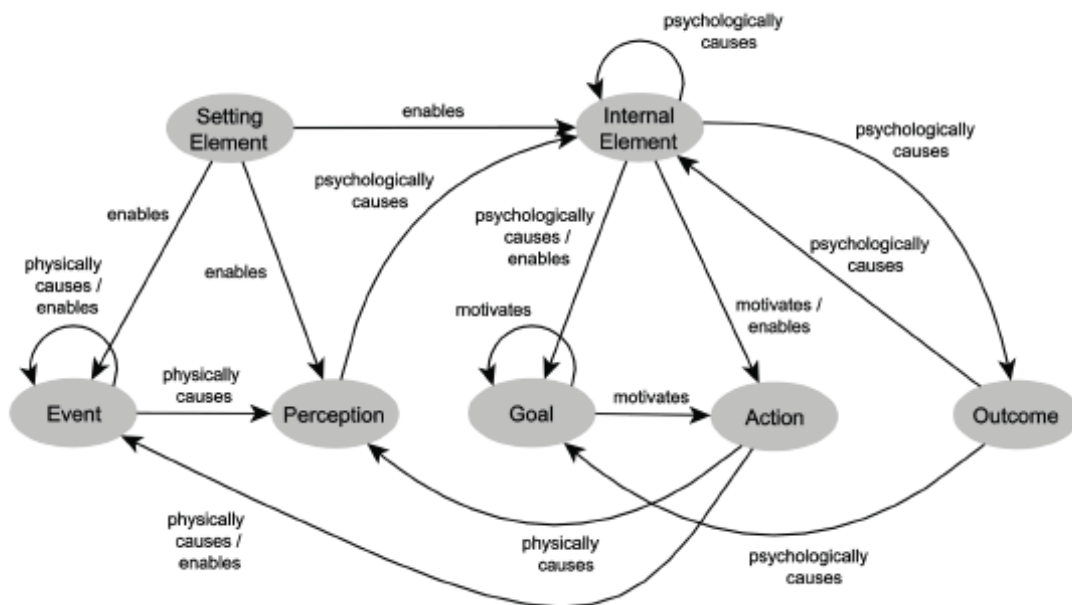 psychologically
causes
Setting
Element
enables
Internal
Element
psychologically
causes
psychologically
causes
enables
psychologically
causes /
enables
psychologically
causes
physically
causes /
enables
enables
motivates
motivates /
enables
Event
physically
causes
Perception
Goal
motivates
Action
Outcome
physically
causes /
enables
physically
causes
psychologically
causes